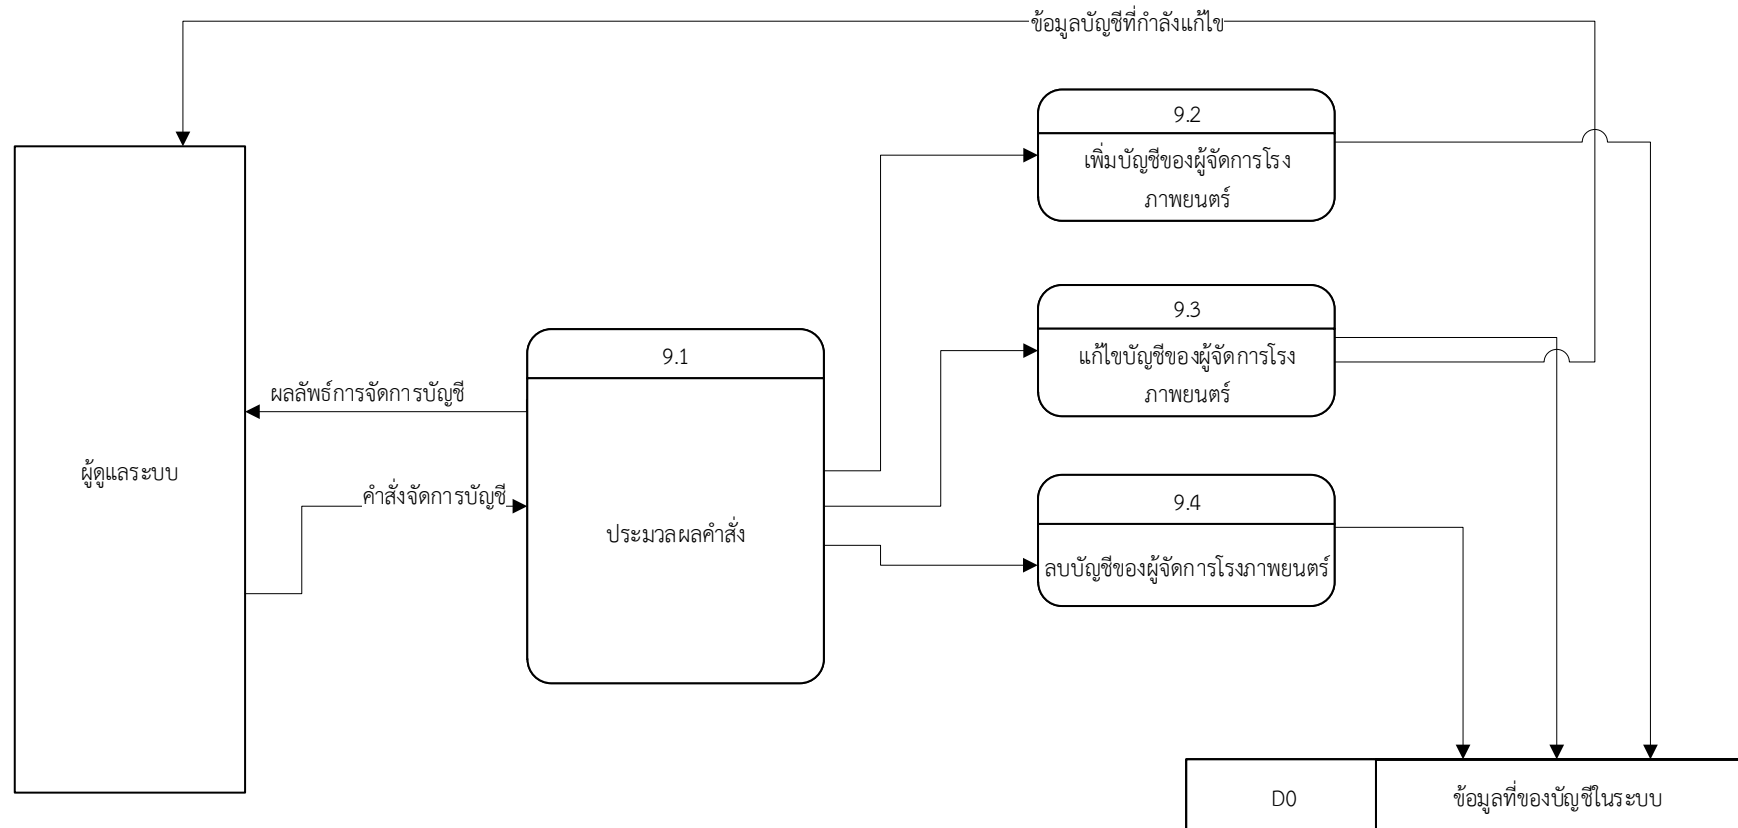 ข้อมูลบัญชีที่กำลังแก้ไข
9.2
เพิ่มบัญชีของผู้จัดการโรง
ภาพยนตร์
9.3
แก้ไขบัญชีของผู้จัดการโรง
ภาพยนตร์
9.1
ผลลัพธ์การจัดการบัญชี
ผู้ดูแลระบบ
คำสั่งจัดการบัญชี
ประมวลผลคำสั่ง
9.4
ลบบัญชีของผู้จัดการโรงภาพยนตร์
D0
ข้อมูลที่ของบัญชีในระบบ